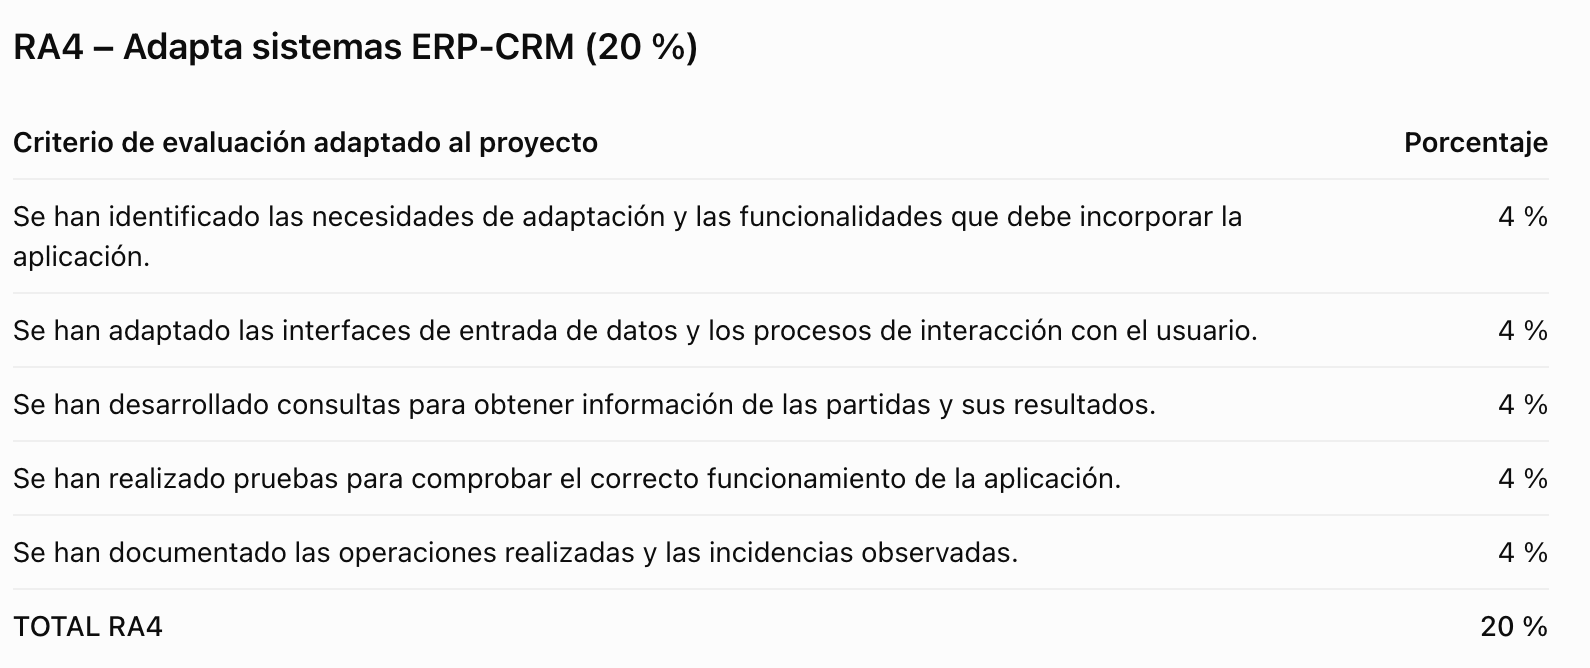 RA4 – Adapta sistemas ERP-CRM (20 %)
Criterio de evaluación adaptado al proyecto Porcentaje
Se han identificado las necesidades de adaptación y las funcionalidades que debe incorporar la 4 %
aplicación.
Se han adaptado las interfaces de entrada de datos y los procesos de interacción con el usuario. 4 %
Se han desarrollado consultas para obtener información de las partidas y sus resultados. 4 %
Se han realizado pruebas para comprobar el correcto funcionamiento de la aplicación. 4 %
Se han documentado las operaciones realizadas y las incidencias observadas. 4 %
TOTAL RA4 20 %